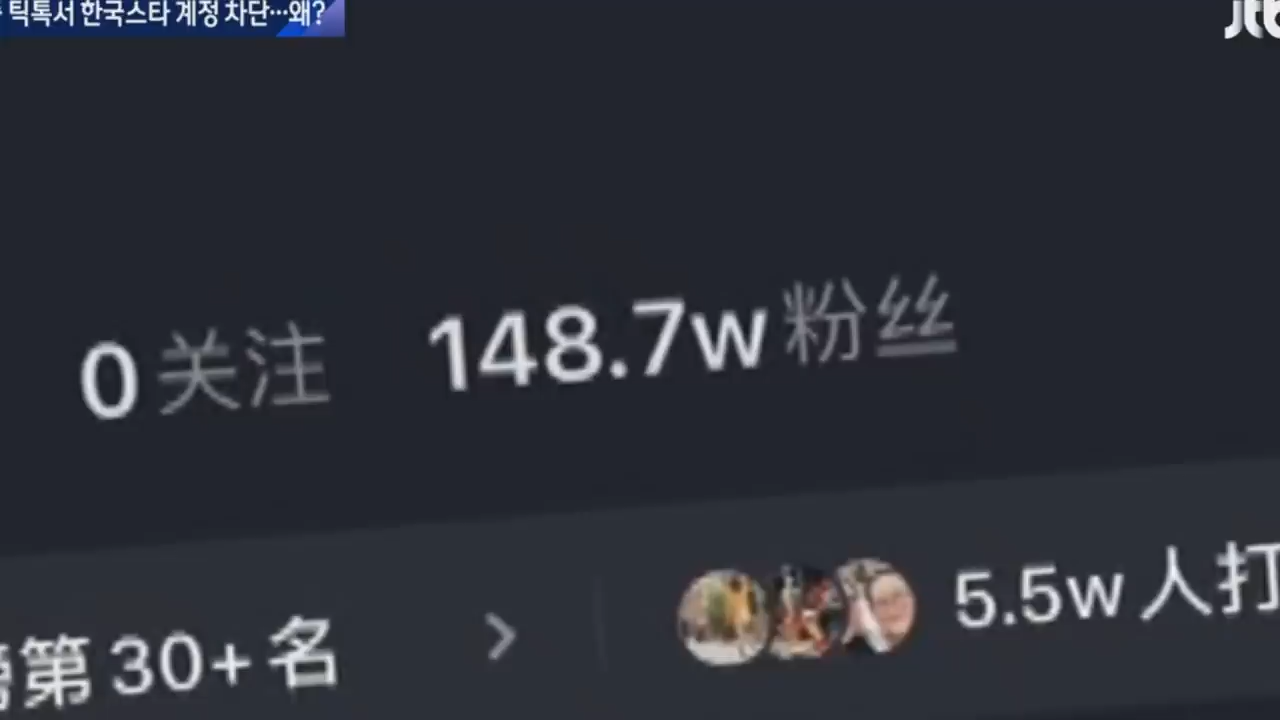 틱톡서 한국스타 계정 차단…왜?
0 关注 148.7w 粉丝
第 30+ 名
5.5w 人打